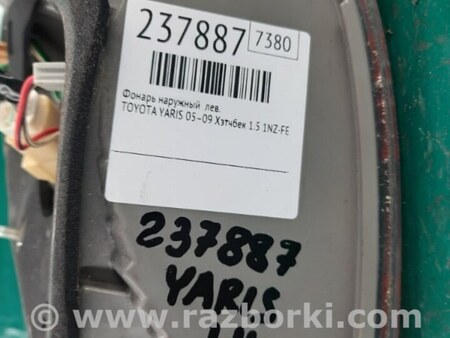 237887 7380
Фонарь наружный лев.
TOYOTA YARIS 05-09 Хэтчбек 1.5 1NZ-FE
237887
YARIS
© www.razborki.com